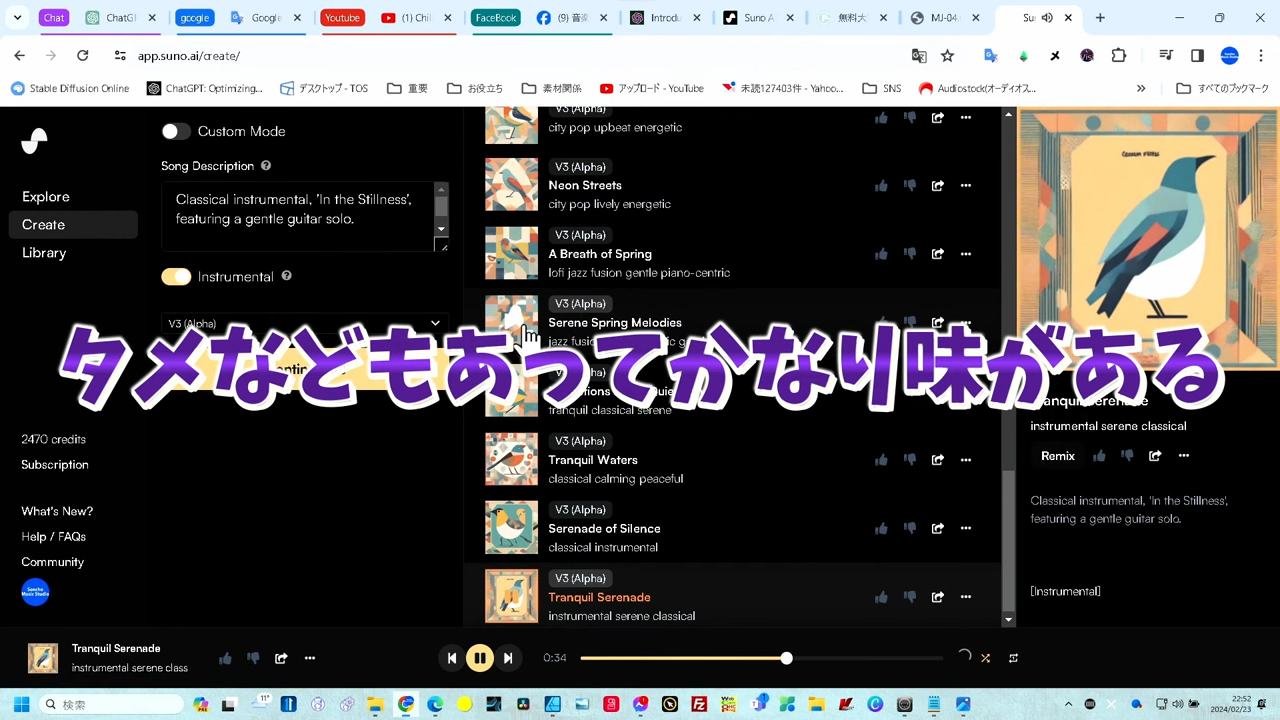 Chat
ChatGI
google
Google
Youtube
(1) Chil
FaceBook
(9) 音楽
Introdu
Suno A
無料大
MJ-04
Su
app.suno.ai/create/
Stable Diffusion Online
ChatGPT: Optimizing...
デスクトップ - TOS
重要
お役立ち
素材関係
アップロード - YouTube
未読127403件 - Yahoo...
SNS
Audiostock(オーディオス...
すべてのブックマーク
Custom Mode
Song Description
Classical instrumental, 'In the Stillness',
featuring a gentle guitar solo.
Explore
Create
Library
Instrumental
V3 (Alpha)
タメなどもあってかなり味がある
2470 credits
Subscription
What's New?
Help / FAQs
Community
V3 (Alpha)
city pop upbeat energetic
V3 (Alpha)
Neon Streets
city pop lively energetic
V3 (Alpha)
A Breath of Spring
lofi jazz fusion gentle piano-centric
V3 (Alpha)
Serene Spring Melodies
tranquil classical serene
V3 (Alpha)
Tranquil Waters
classical calming peaceful
V3 (Alpha)
Serenade of Silence
classical instrumental
V3 (Alpha)
Tranquil Serenade
instrumental serene classical
instrumental serene classical
Remix
Classical instrumental, 'In the Stillness',
featuring a gentle guitar solo.
[Instrumental]
Tranquil Serenade
instrumental serene class
0:34
検索
11°
22:52
2024/02/23